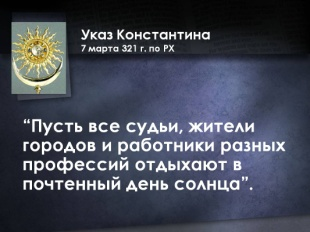 Указ Константина
7 марта 321 г. по РХ
“Пусть все судьи, жители
городов и работники разных
профессий отдыхают в
почтенный день солнца”.